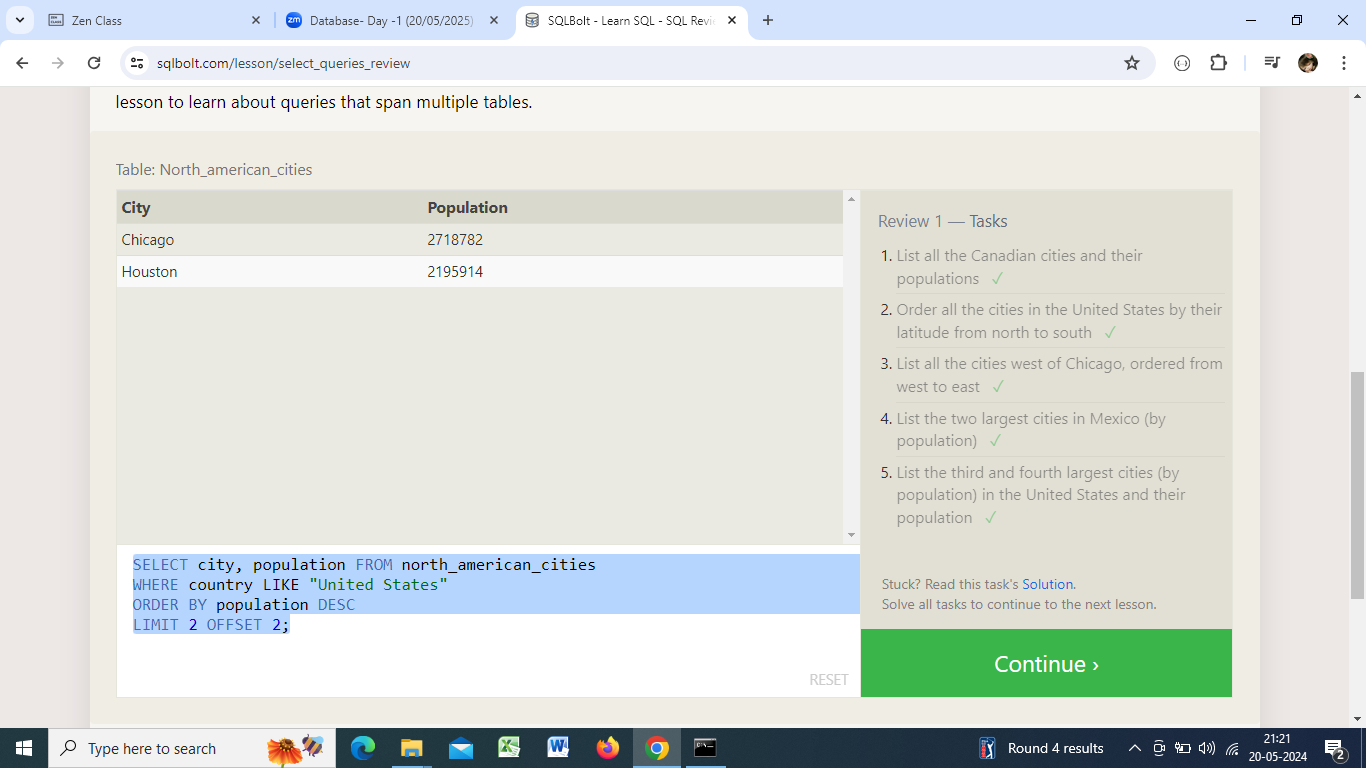 Zen Class
zm Database- Day -1 (20/05/2025)
SQLBolt - Learn SQL - SQL Revi
sqlbolt.com/lesson/select_queries_review
lesson to learn about queries that span multiple tables.
Table: North_american_cities
City Population
Chicago 2718782
Houston 2195914
SELECT city, population FROM north_american_cities
WHERE country LIKE "United States"
ORDER BY population DESC
LIMIT 2 OFFSET 2;
RESET
Review 1 — Tasks
1. List all the Canadian cities and their
populations ✓
2. Order all the cities in the United States by their
latitude from north to south ✓
3. List all the cities west of Chicago, ordered from
west to east ✓
4. List the two largest cities in Mexico (by
population) ✓
5. List the third and fourth largest cities (by
population) in the United States and their
population ✓
Stuck? Read this task's Solution.
Solve all tasks to continue to the next lesson.
Continue ›
Type here to search
Round 4 results
21:21
20-05-2024
2